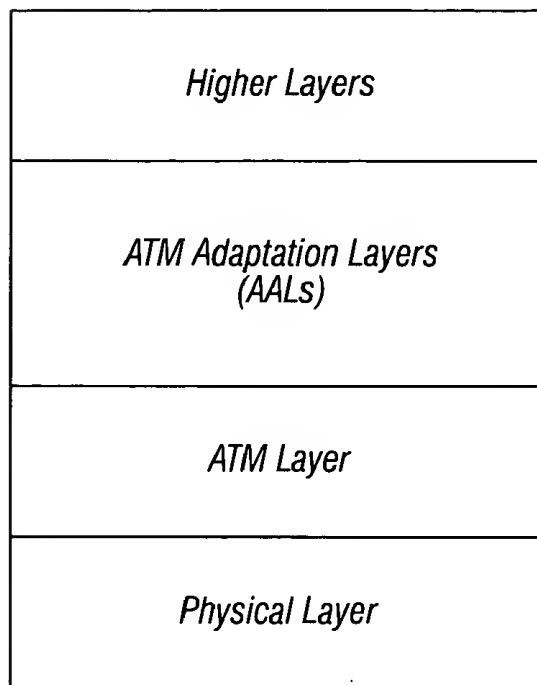 Higher Layers
ATM Adaptation Layers
(AALs)
ATM Layer
Physical Layer